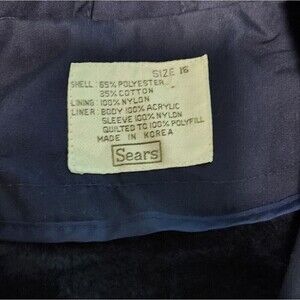 SIZE 16
SHELL: 65% POLYESTER
35% COTTON
LINING: 100% NYLON
LINER: BODY 100% ACRYLIC
SLEEVE 100% NYLON
QUILTED TO 100% POLYFILL
MADE IN KOREA
Sears